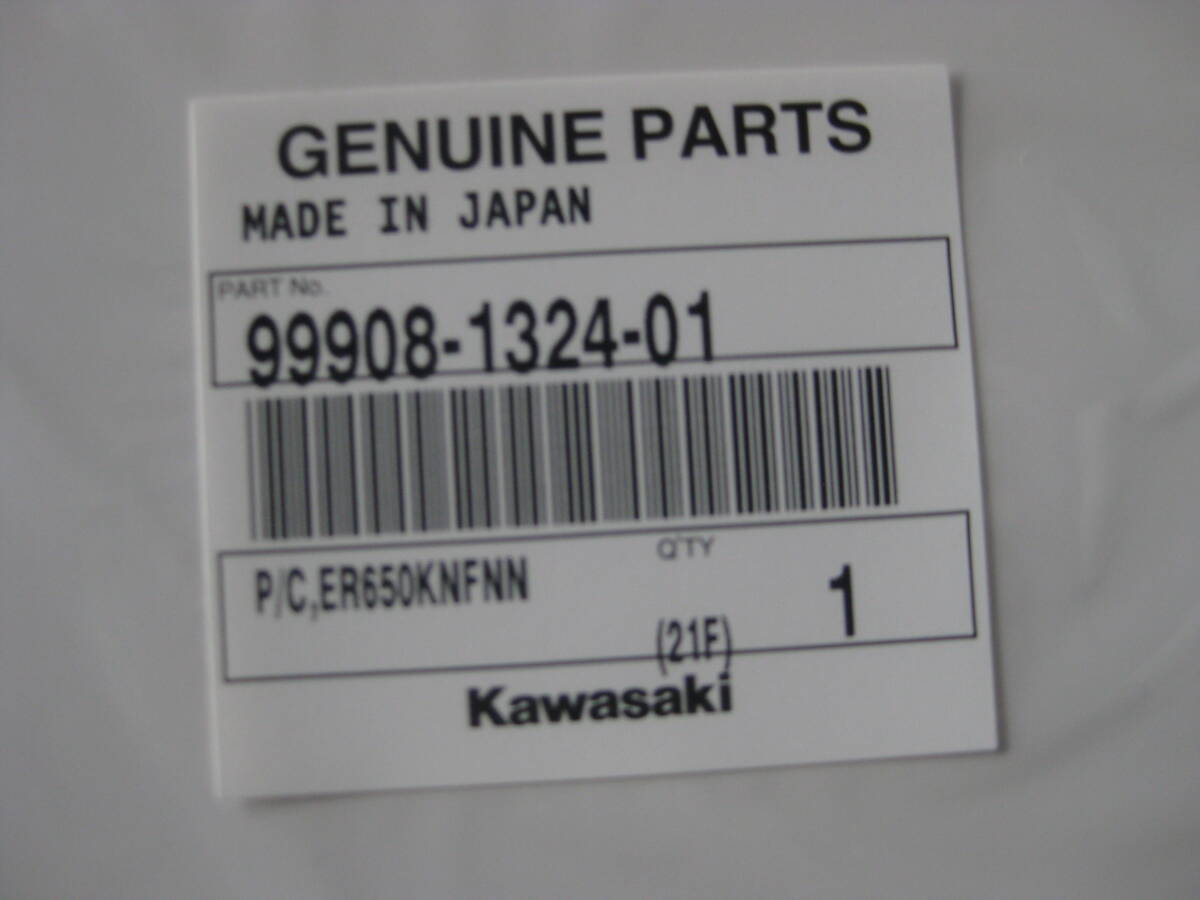 GENUINE PARTS
MADE IN JAPAN
PART No.
99908-1324-01
P/C,ER650KNFNN
Q'TY
1
(21F)
Kawasaki